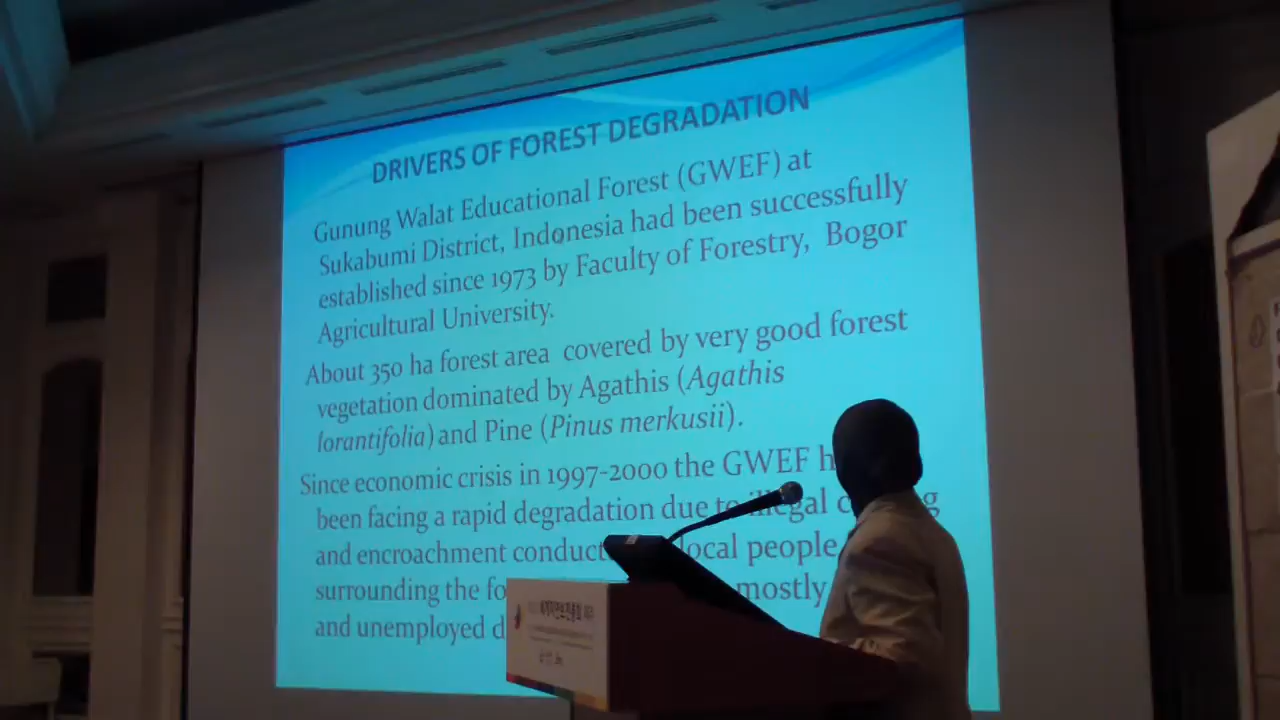 DRIVERS OF FOREST DEGRADATION
Gunung Walat Educational Forest (GWEF) at
Sukabumi District, Indonesia had been successfully
established since 1973 by Faculty of Forestry, Bogor
Agricultural University.
About 350 ha forest area covered by very good forest
vegetation dominated by Agathis (Agathis
lorantifolia) and Pine (Pinus merkusii).
Since economic crisis in 1997-2000 the GWEF
been facing a rapid degradation due to illegal
and encroachment local people
surrounding the mostly
and unemployed